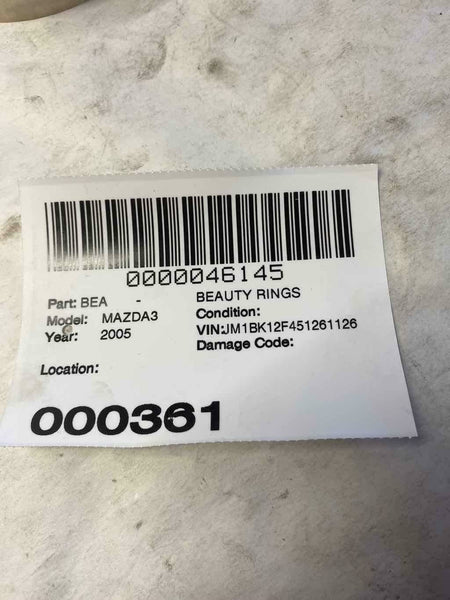 0000046145
Part: BEA - BEAUTY RINGS
Model: MAZDA3 Condition:
Year: 2005 VIN:JM1BK12F451261126
Damage Code:
Location:
000361